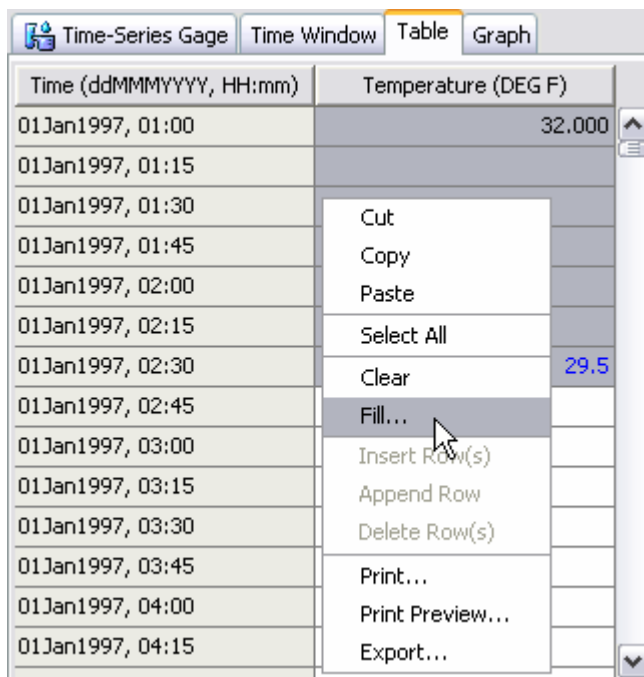 Time-Series Gage Time Window Table Graph
Time (ddMMMYYYY, HH:mm) Temperature (DEG F)
01Jan1997, 01:00 32.000
01Jan1997, 01:15
01Jan1997, 01:30
01Jan1997, 01:45
01Jan1997, 02:00
01Jan1997, 02:15
01Jan1997, 02:30 29.5
01Jan1997, 02:45
01Jan1997, 03:00
01Jan1997, 03:15
01Jan1997, 03:30
01Jan1997, 03:45
01Jan1997, 04:00
01Jan1997, 04:15
Cut
Copy
Paste
Select All
Clear
Fill...
Insert Row(s)
Append Row
Delete Row(s)
Print...
Print Preview...
Export...